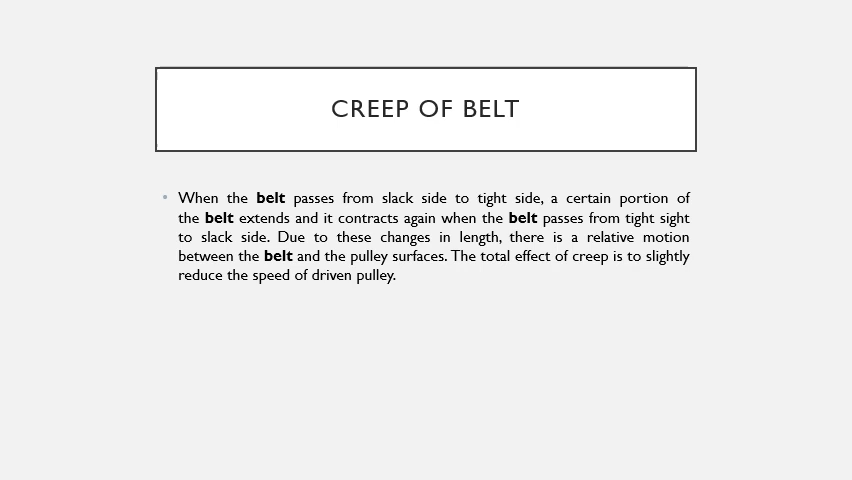 CREEP OF BELT
• When the belt passes from slack side to tight side, a certain portion of
the belt extends and it contracts again when the belt passes from tight sight
to slack side. Due to these changes in length, there is a relative motion
between the belt and the pulley surfaces. The total effect of creep is to slightly
reduce the speed of driven pulley.